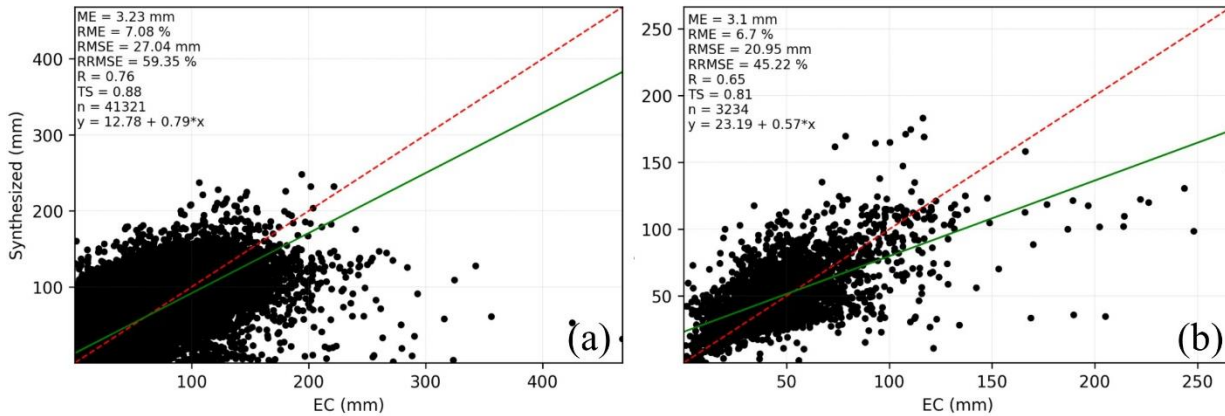 ME = 3.23 mm
RME = 7.08 %
RMSE = 27.04 mm
RRMSE = 59.35 %
R = 0.76
TS = 0.88
n = 41321
y = 12.78 + 0.79*x
400
300
200
100
Synthesized (mm)
100 200 300 400
EC (mm)
(a)
ME = 3.1 mm
RME = 6.7 %
RMSE = 20.95 mm
RRMSE = 45.22 %
R = 0.65
TS = 0.81
n = 3234
y = 23.19 + 0.57*x
250
200
150
100
50
50 100 150 200 250
EC (mm)
(b)